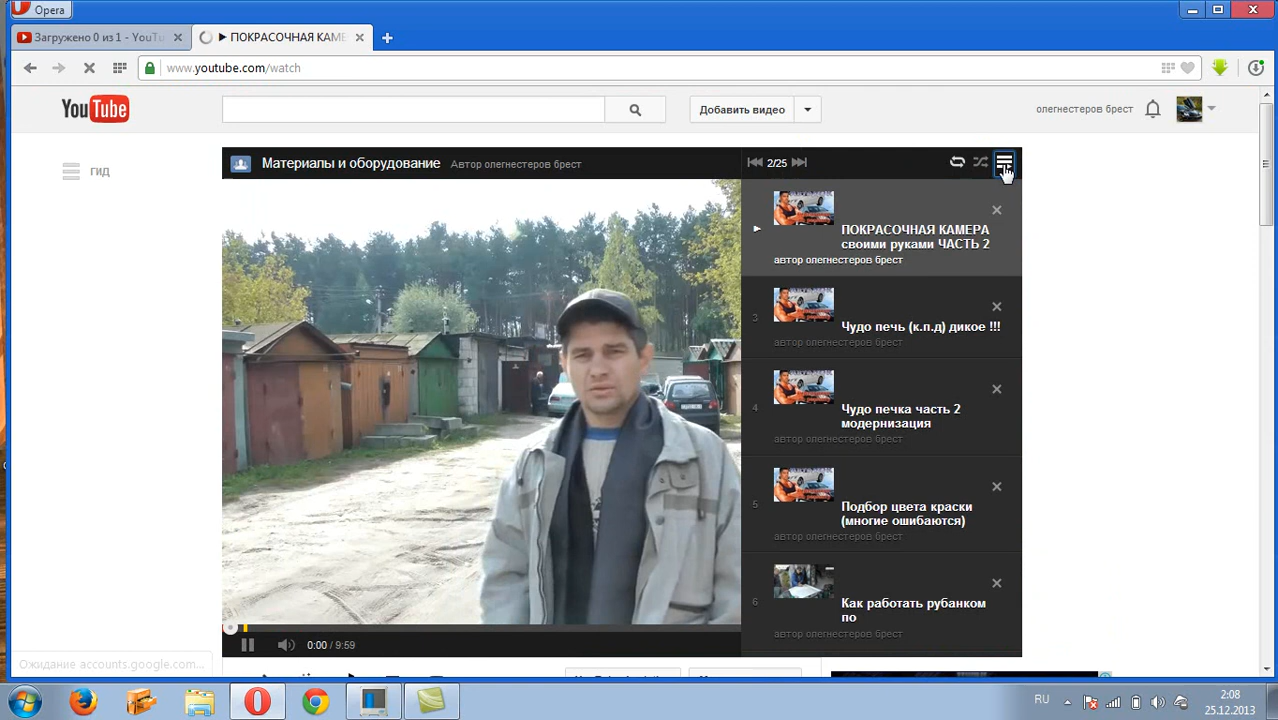 Opera
Загружено 0 из 1 - YouTu
▶ ПОКРАСОЧНАЯ КАМЕ
www.youtube.com/watch
YouTube
Добавить видео
олегнестеров брест
ГИД
Материалы и оборудование Автор олегнестеров брест
2/25
ПОКРАСОЧНАЯ КАМЕРА
своими руками ЧАСТЬ 2
автор олегнестеров брест
3
Чудо печь (к.п.д) дикое !!!
автор олегнестеров брест
4
Чудо печка часть 2
модернизация
автор олегнестеров брест
5
Подбор цвета краски
(многие ошибаются)
автор олегнестеров брест
6
Как работать рубанком
по
автор олегнестеров брест
0:00 / 9:59
Ожидание accounts.google.com...
RU
2:08
25.12.2013